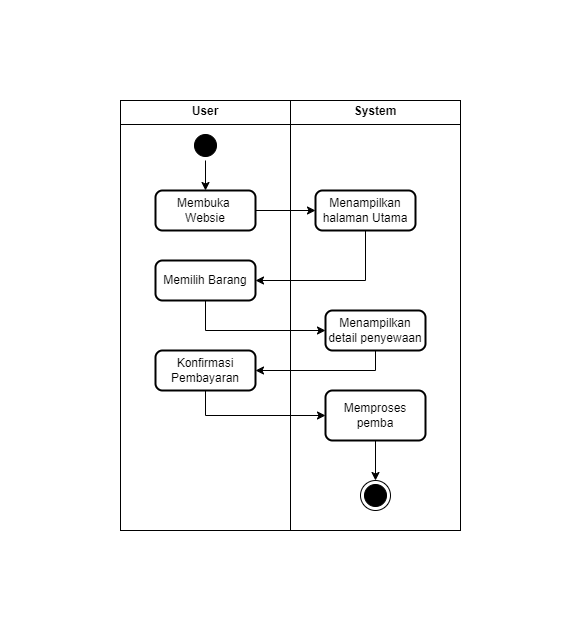 User
System
Membuka
Websie
Menampilkan
halaman Utama
Memilih Barang
Menampilkan
detail penyewaan
Konfirmasi
Pembayaran
Memproses
pemba